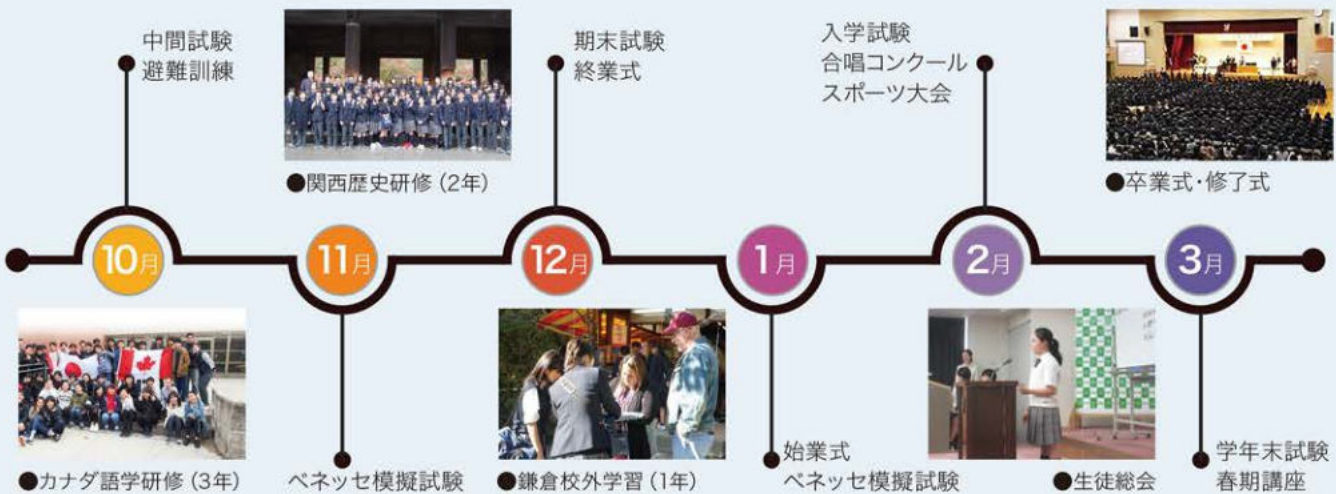 中間試験
避難訓練
●関西歴史研修(2年)
期末試験
終業式
入学試験
合唱コンクール
スポーツ大会
●卒業式・修了式
10月
11月
12月
1月
2月
3月
●カナダ語学研修(3年)
ベネッセ模擬試験
●鎌倉校外学習(1年)
始業式
ベネッセ模擬試験
●生徒総会
学年末試験
春期講座